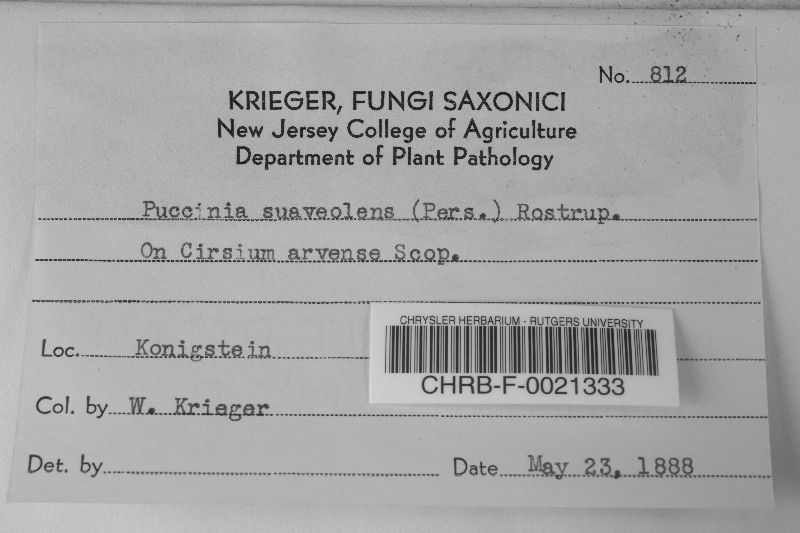 No. 812
KRIEGER, FUNGI SAXONICI
New Jersey College of Agriculture
Department of Plant Pathology
Puccinia suaveolens (Pers.) Rostrup.
On Cirsium arvense Scop.
CHRYSLER HERBARIUM - RUTGERS UNIVERSITY
CHRB-F-0021333
Loc. Konigstein
Col. by W. Krieger
Det. by
Date May 23, 1888